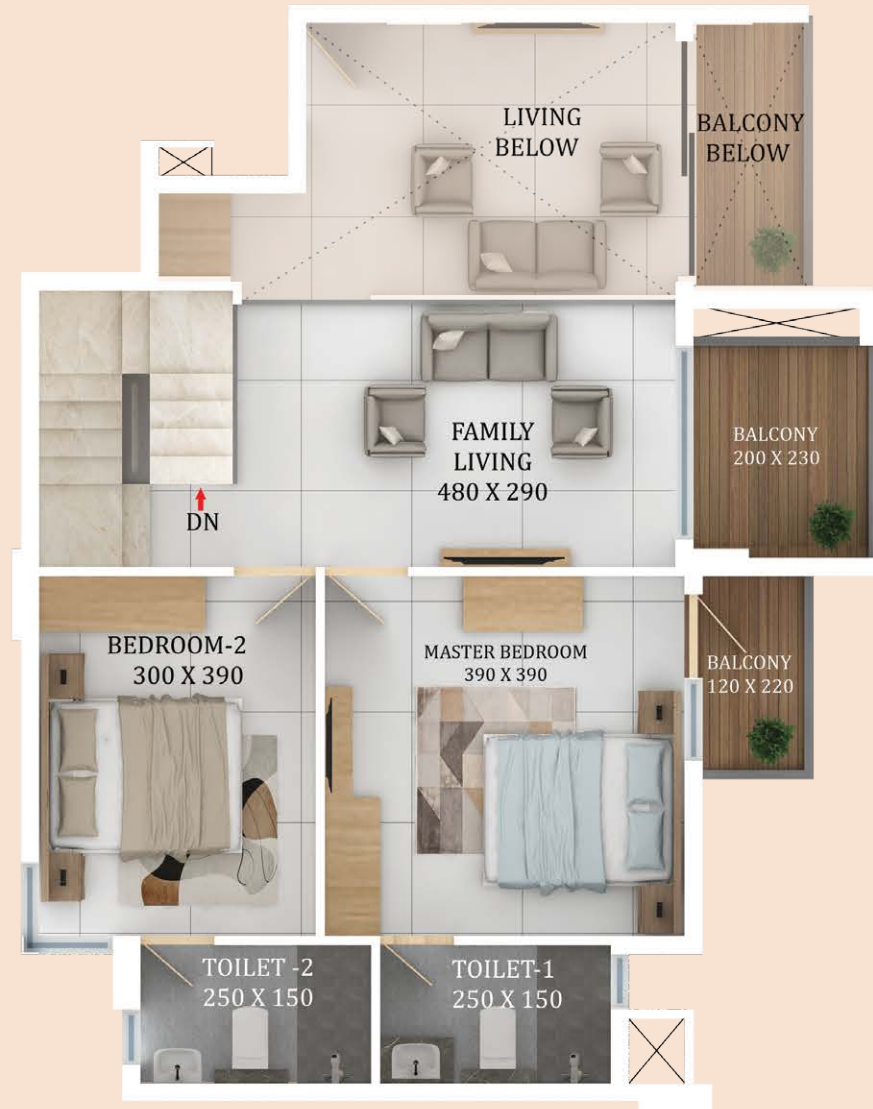 LIVING
BELOW
BALCONY
BELOW
FAMILY
LIVING
480 X 290
BALCONY
200 X 230
DN
BEDROOM-2
300 X 390
MASTER BEDROOM
390 X 390
BALCONY
120 X 220
TOILET -2
250 X 150
TOILET-1
250 X 150